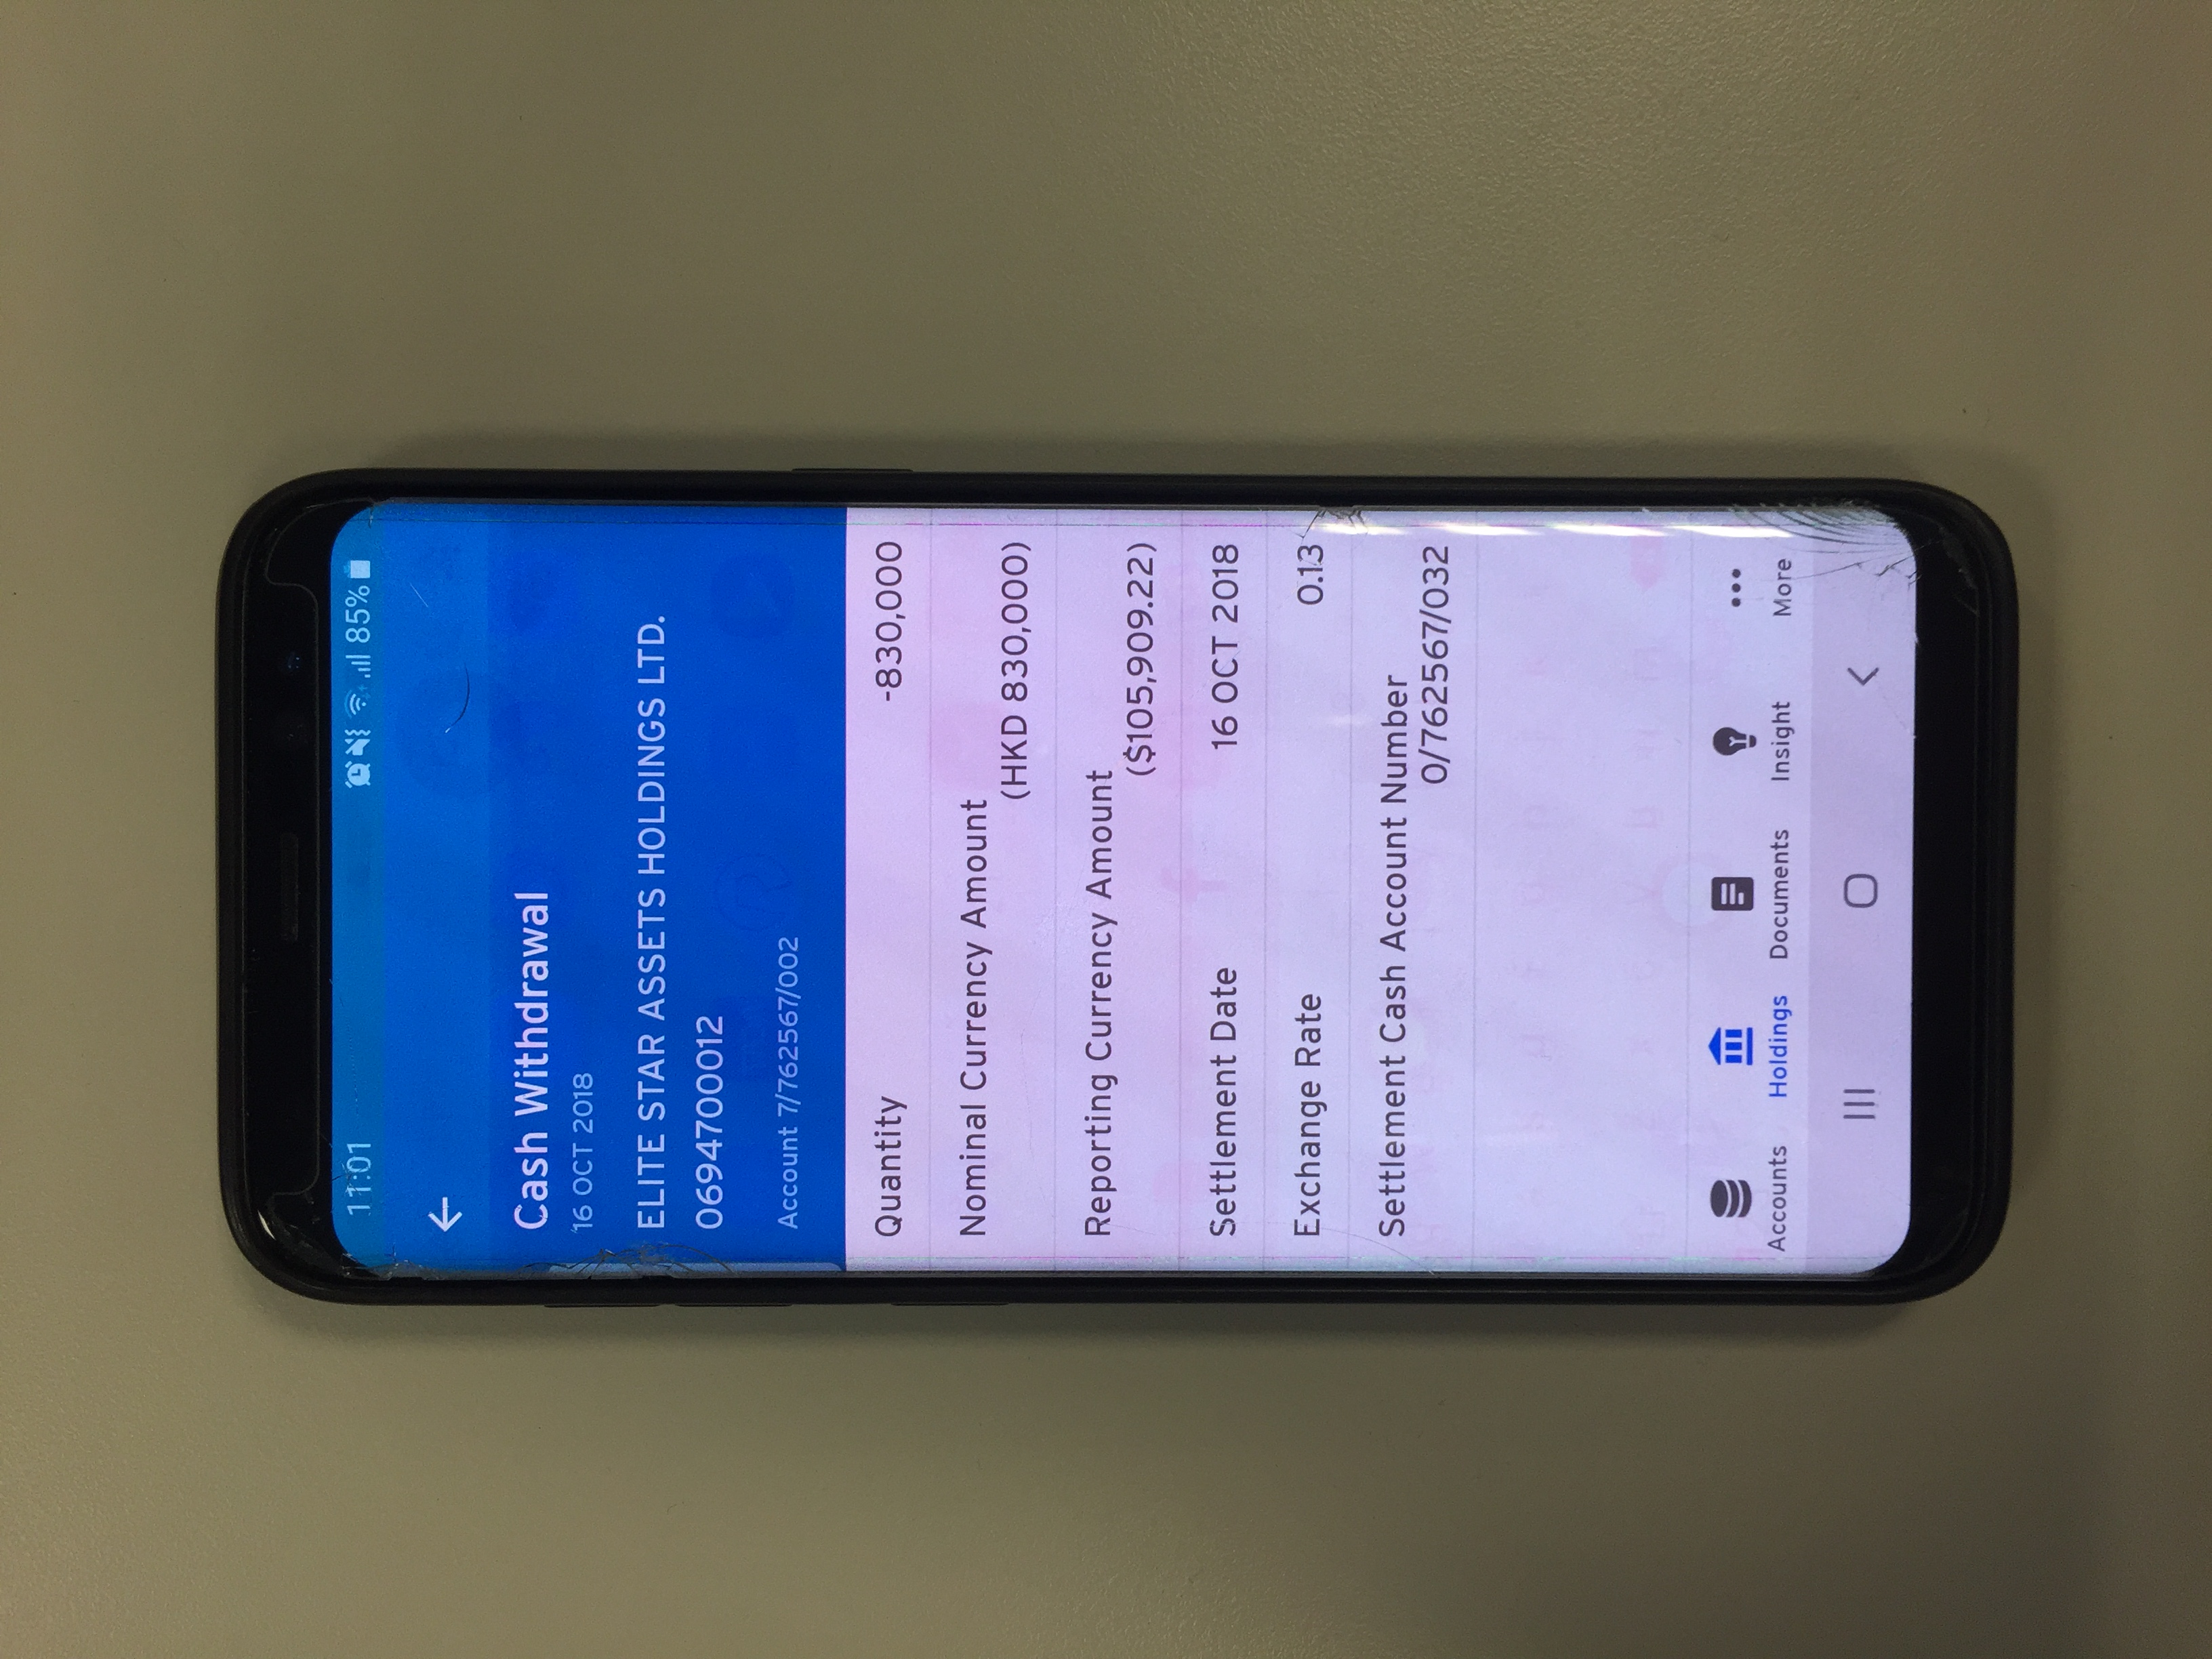 11:01 85%
Cash Withdrawal
16 OCT 2018
ELITE STAR ASSETS HOLDINGS LTD.
0694700012
Account 7/762567/002
Quantity -830,000
Nominal Currency Amount
(HKD 830,000)
Reporting Currency Amount
($105,909.22)
Settlement Date 16 OCT 2018
Exchange Rate 0.13
Settlement Cash Account Number
0/762567/032
Accounts Holdings Documents Insight More